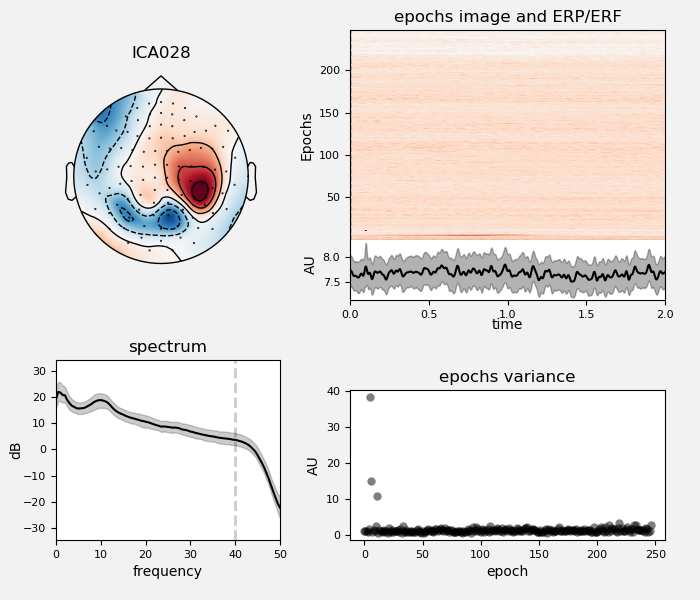 ICA028
epochs image and ERP/ERF
Epochs
200
150
100
50
AU
8.0
7.5
0.0 0.5 1.0 1.5 2.0
time
spectrum
dB
30
20
10
0
−10
−20
−30
0 10 20 30 40 50
frequency
epochs variance
AU
40
30
20
10
0
0 50 100 150 200 250
epoch